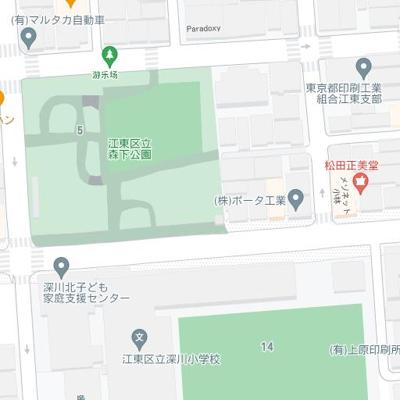 (有)マルタカ自動車
Paradoxy
游乐场
東京都印刷工業
組合江東支部
5
江東区立
森下公園
松田正美堂
メゾネット
小林
(株)ポータ工業
深川北子ども
家庭支援センター
江東区立深川小学校
14
(有)上原印刷所